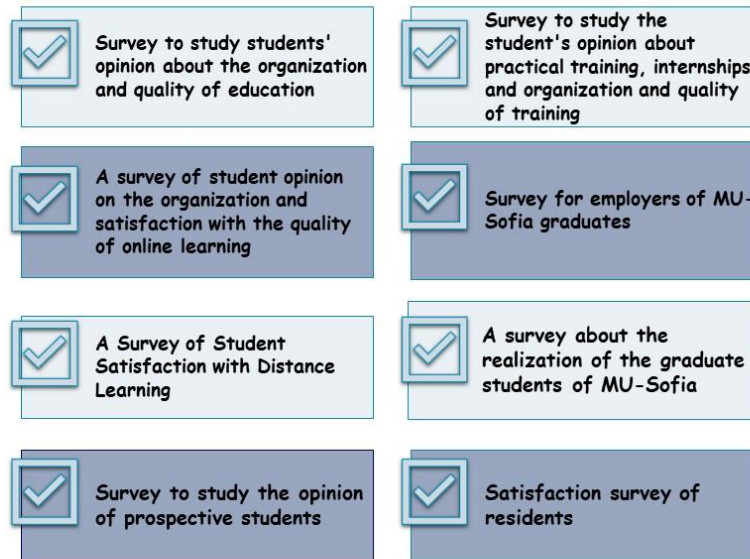 Survey to study students'
opinion about the organization
and quality of education
Survey to study the
student's opinion about
practical training, internships
and organization and quality
of training
A survey of student opinion
on the organization and
satisfaction with the quality
of online learning
Survey for employers of MU-
Sofia graduates
A Survey of Student
Satisfaction with Distance
Learning
A survey about the
realization of the graduate
students of MU-Sofia
Survey to study the opinion
of prospective students
Satisfaction survey of
residents